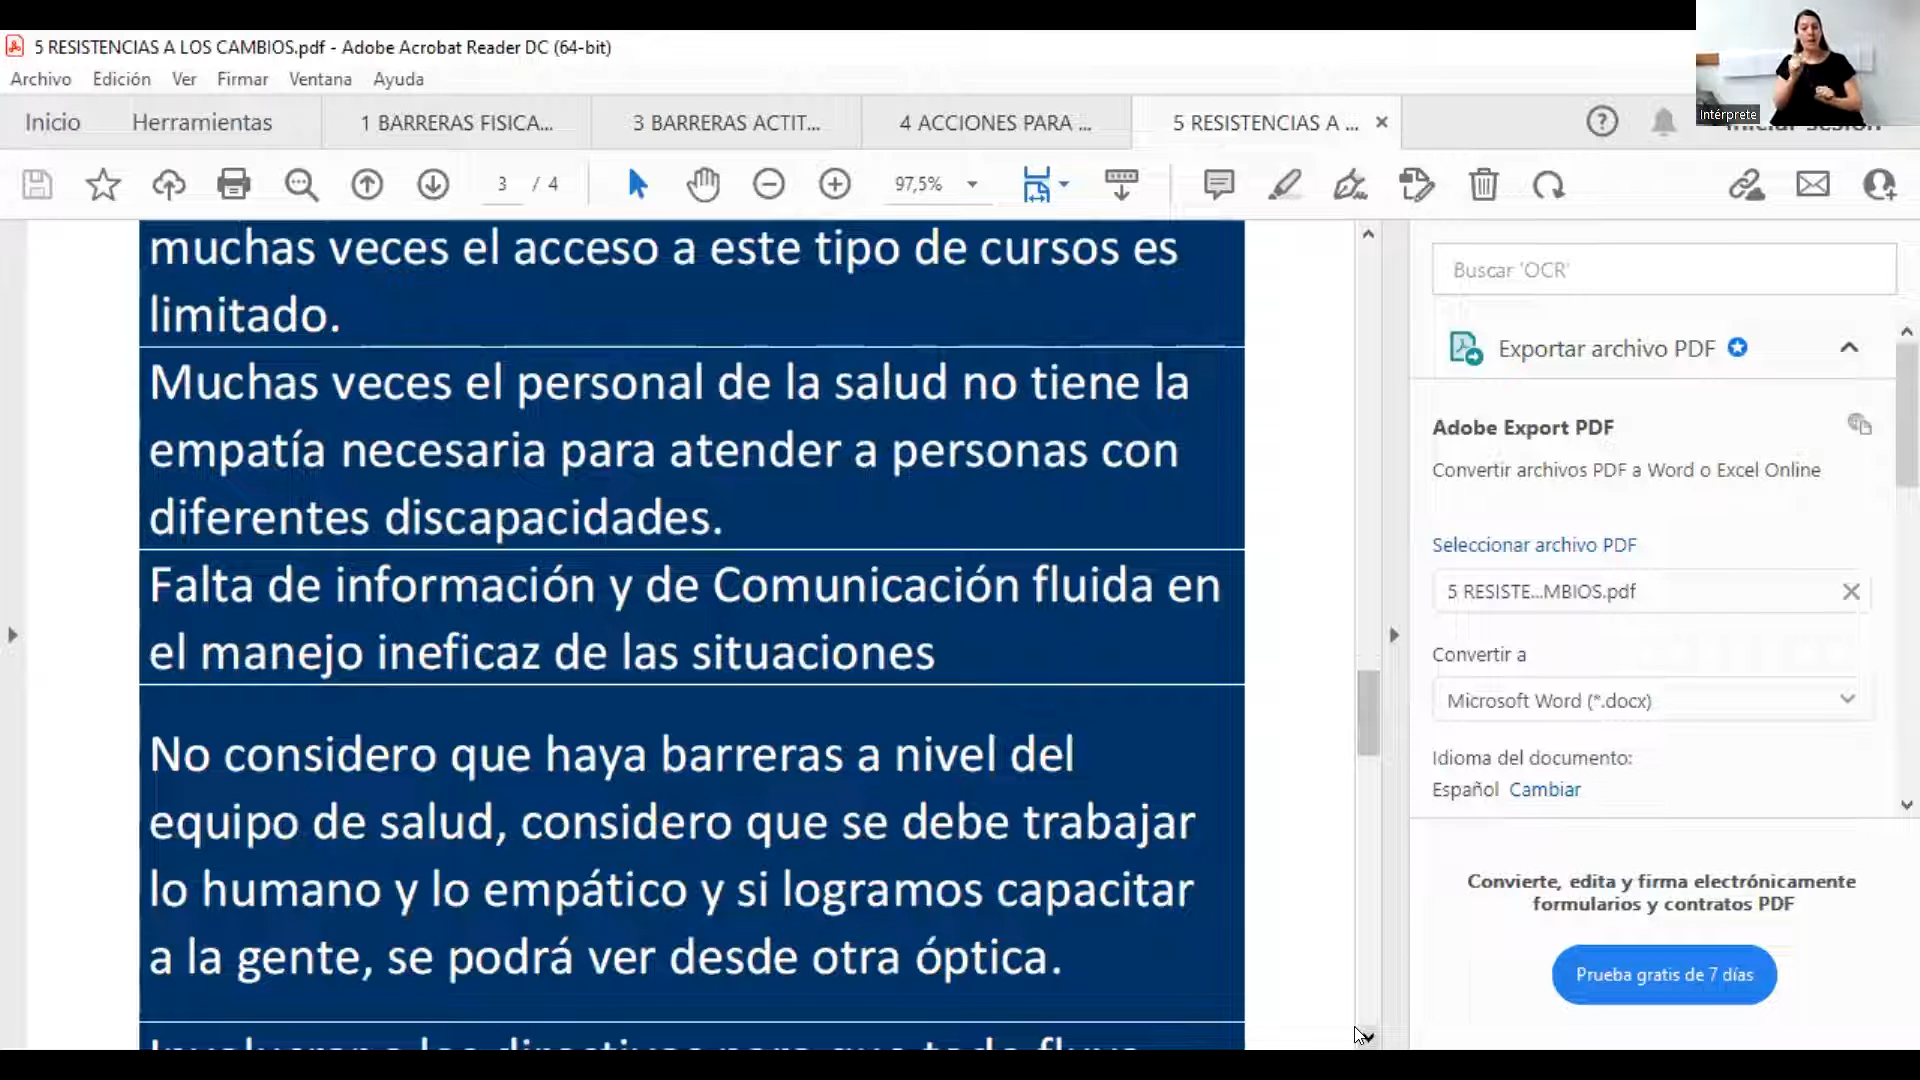 5 RESISTENCIAS A LOS CAMBIOS.pdf - Adobe Acrobat Reader DC (64-bit)
Archivo Edición Ver Firmar Ventana Ayuda
Intérprete
Inicio Herramientas 1 BARRERAS FISICA... 3 BARRERAS ACTIT... 4 ACCIONES PARA ... 5 RESISTENCIAS A ...
3 / 4 97,5%
muchas veces el acceso a este tipo de cursos es
limitado.
Muchas veces el personal de la salud no tiene la
empatía necesaria para atender a personas con
diferentes discapacidades.
Falta de información y de Comunicación fluida en
el manejo ineficaz de las situaciones
No considero que haya barreras a nivel del
equipo de salud, considero que se debe trabajar
lo humano y lo empático y si logramos capacitar
a la gente, se podrá ver desde otra óptica.
Buscar 'OCR'
Exportar archivo PDF
Adobe Export PDF
Convertir archivos PDF a Word o Excel Online
Seleccionar archivo PDF
5 RESISTE...MBIOS.pdf
Convertir a
Microsoft Word (*.docx)
Idioma del documento:
Español Cambiar
Convierte, edita y firma electrónicamente
formularios y contratos PDF
Prueba gratis de 7 días